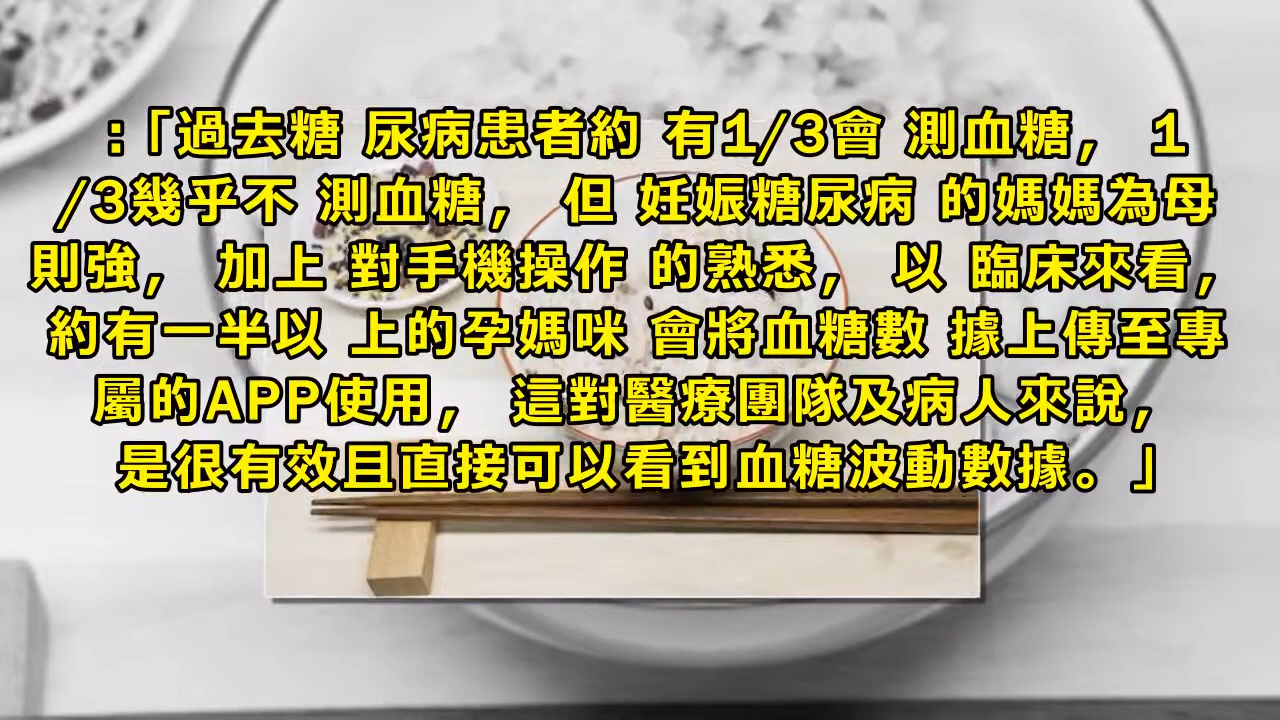 :「過去糖 尿病患者約 有1/3會 測血糖， 1
/3幾乎不 測血糖， 但 妊娠糖尿病 的媽媽為母
則強， 加上 對手機操作 的熟悉， 以 臨床來看，
約有一半以 上的孕媽咪 會將血糖數 據上傳至專
屬的APP使用， 這對醫療團隊及病人來說，
是很有效且直接可以看到血糖波動數據。」